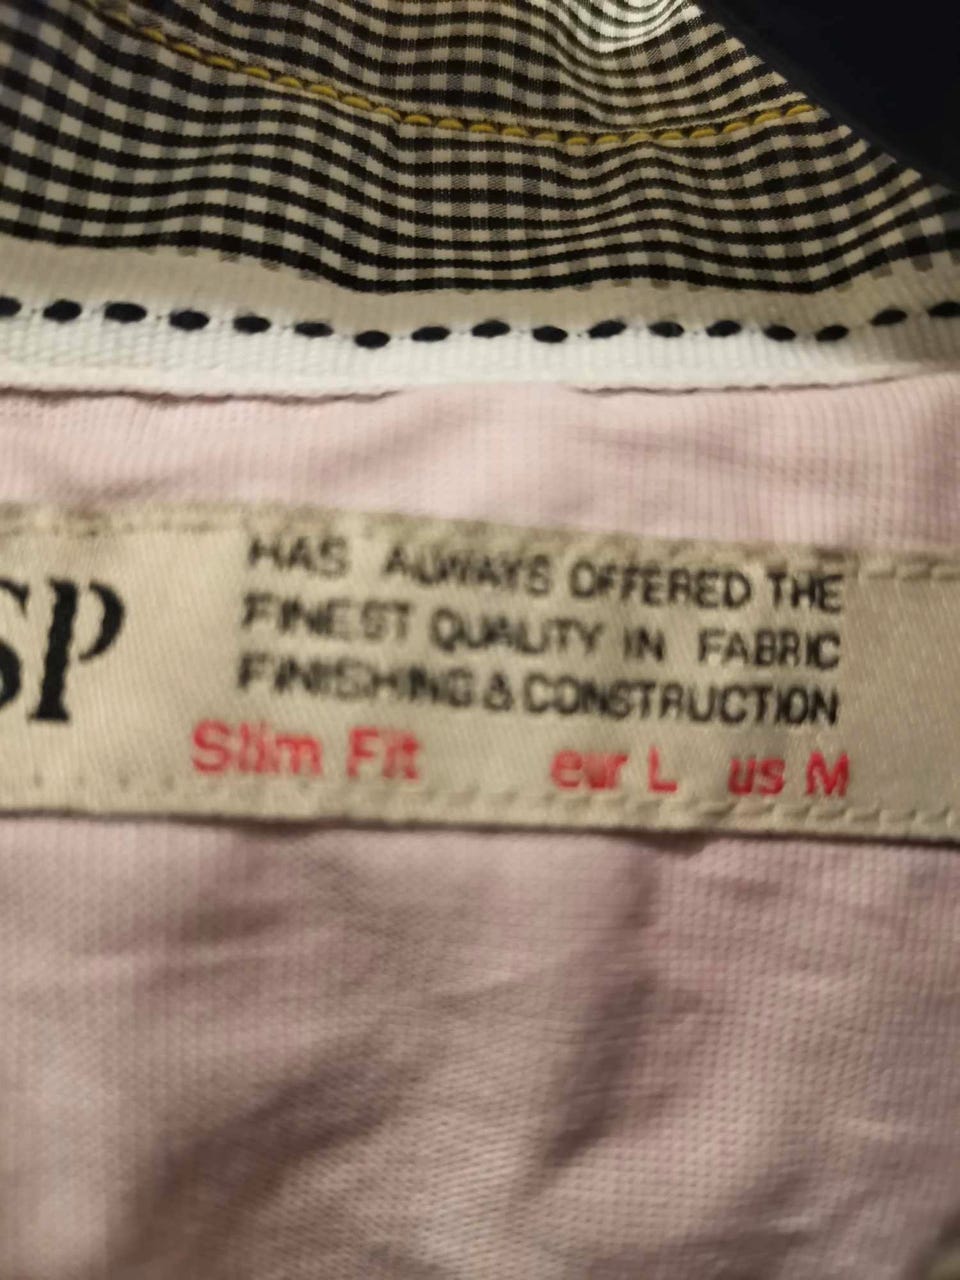 SP
HAS ALWAYS OFFERED THE
FINEST QUALITY IN FABRIC
FINISHING & CONSTRUCTION
Slim Fit eur L us M